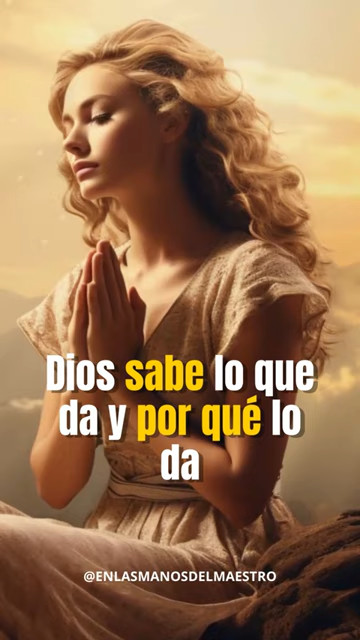 Dios sabe lo que
da y por qué lo
da
@ENLASMANOSDELMAESTRO